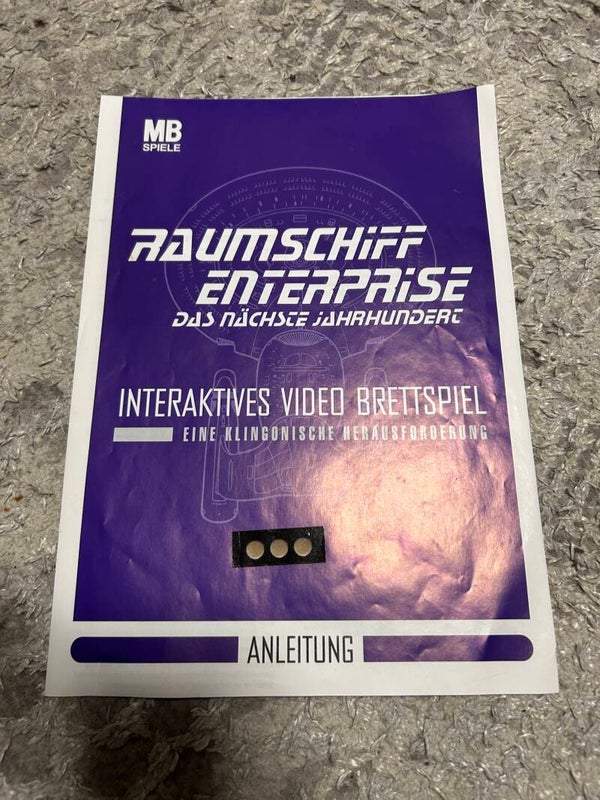 MB
SPIELE
RAUMSCHIFF
ENTERPRISE
DAS NÄCHSTE JAHRHUNDERT
INTERAKTIVES VIDEO BRETTSPIEL
EINE KLINGONISCHE HERAUSFORDERUNG
ANLEITUNG